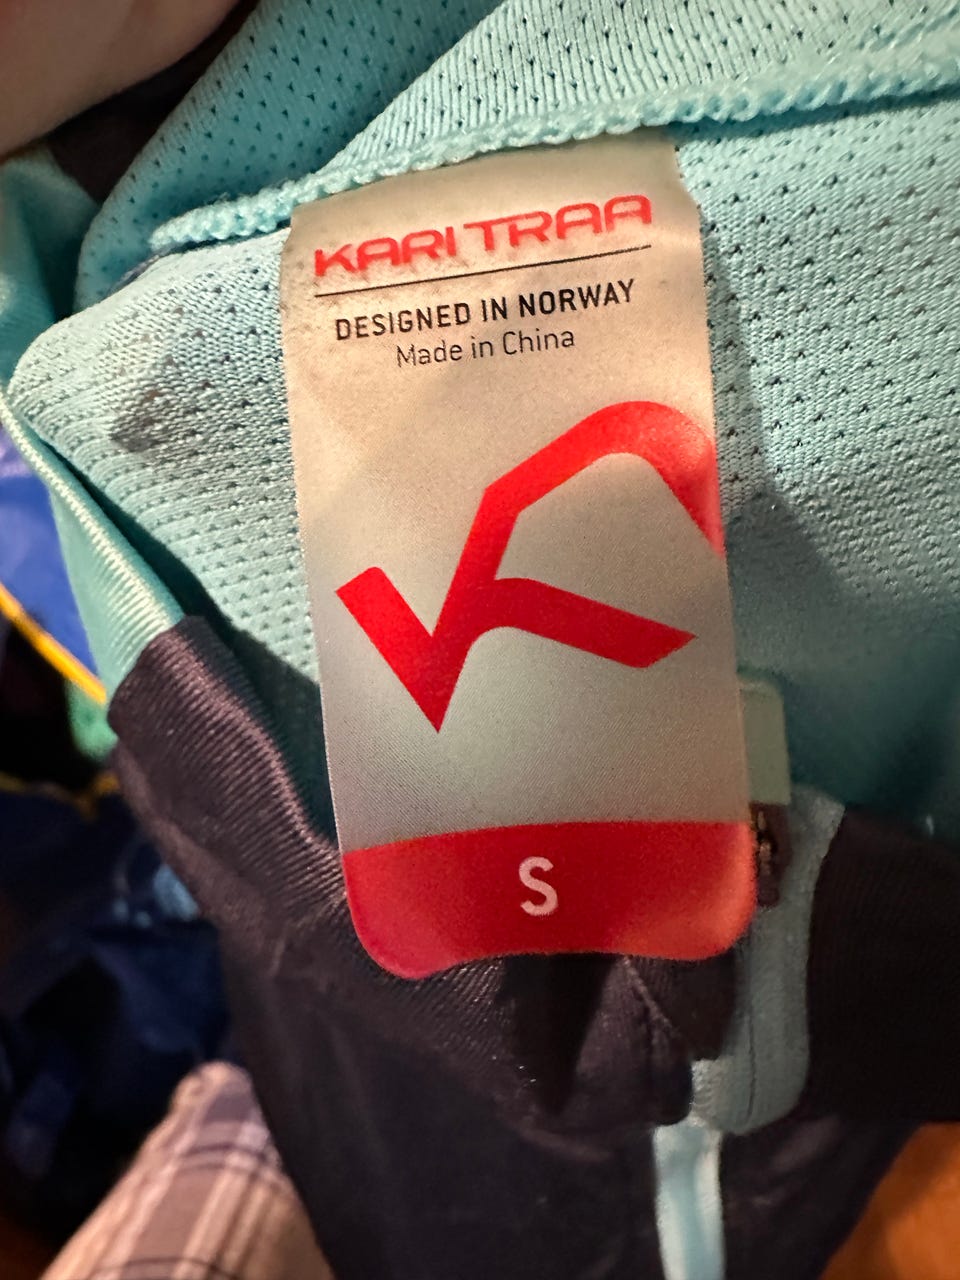 KARI TRAA
DESIGNED IN NORWAY
Made in China
S